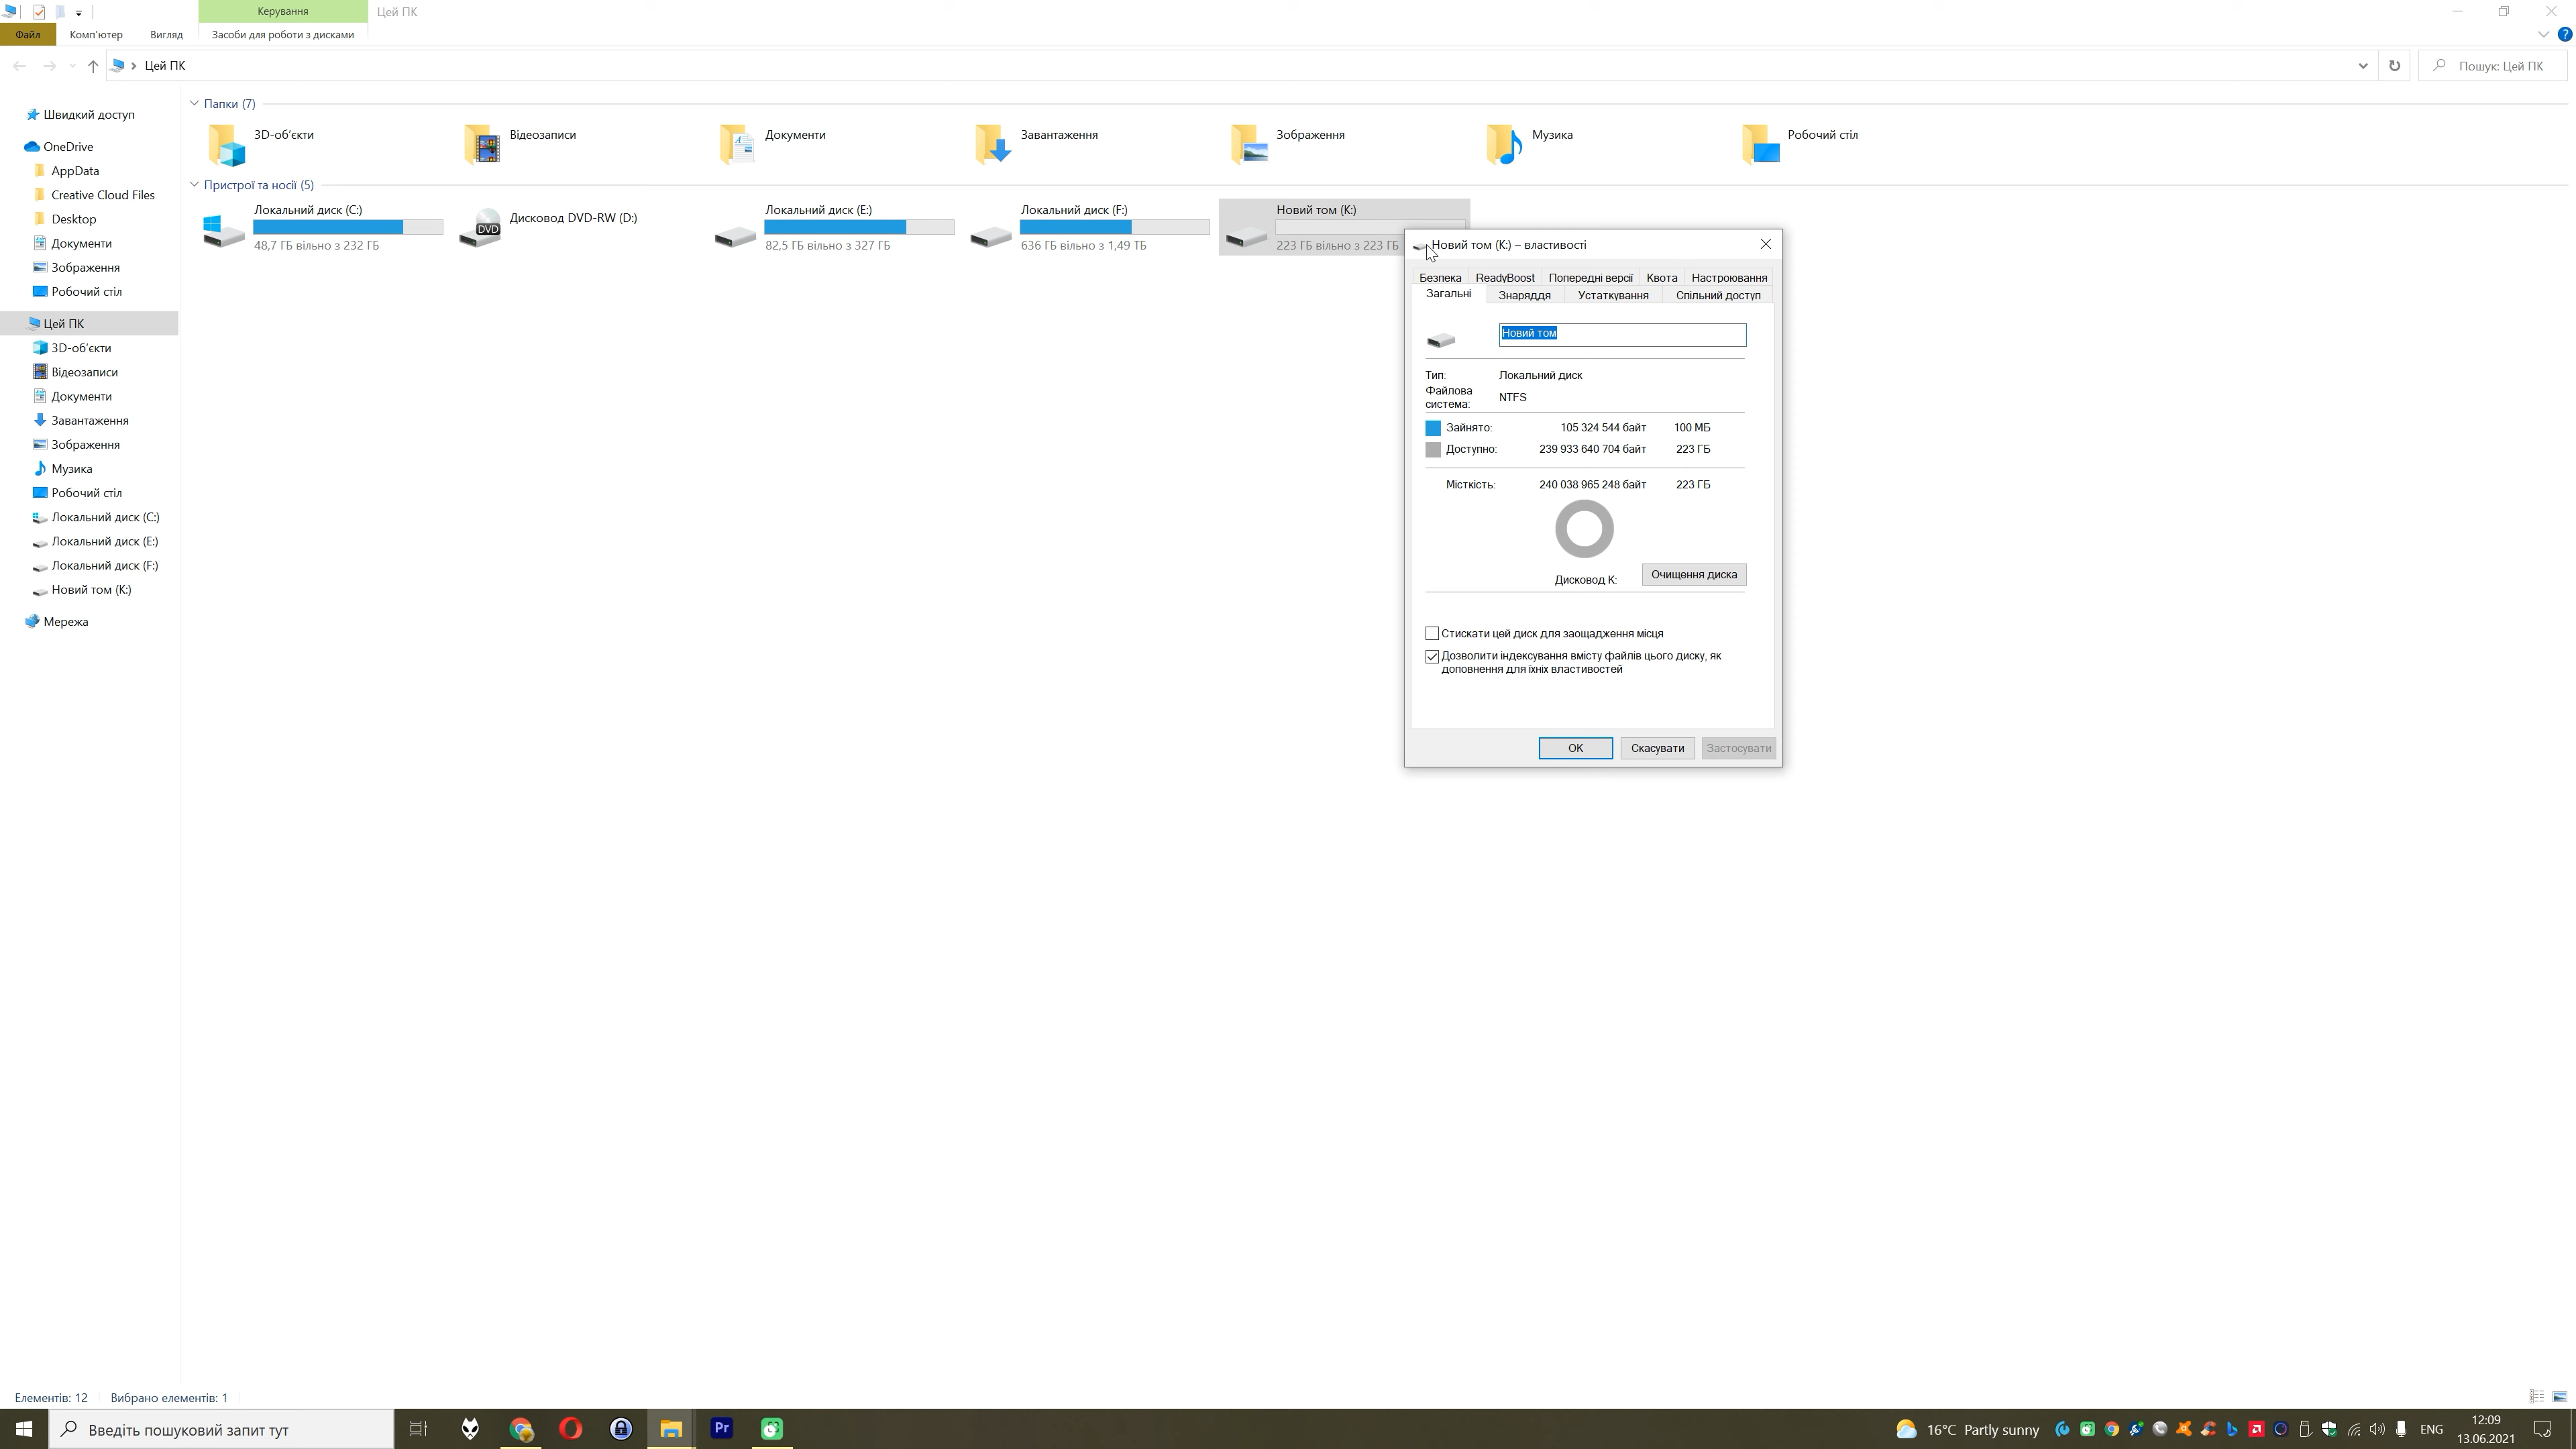 Керування
Цей ПК
Файл
Комп'ютер
Вигляд
Засоби для роботи з дисками
Цей ПК
Пошук: Цей ПК
Швидкий доступ
OneDrive
AppData
Creative Cloud Files
Desktop
Документи
Зображення
Робочий стіл
Цей ПК
3D-об'єкти
Відеозаписи
Документи
Завантаження
Зображення
Музика
Робочий стіл
Локальний диск (C:)
Локальний диск (E:)
Локальний диск (F:)
Новий том (K:)
Мережа
Папки (7)
3D-об'єкти
Відеозаписи
Документи
Завантаження
Зображення
Музика
Робочий стіл
Пристрої та носії (5)
Локальний диск (C:)
48,7 ГБ вільно з 232 ГБ
DVD
Дисковод DVD-RW (D:)
Локальний диск (E:)
82,5 ГБ вільно з 327 ГБ
Локальний диск (F:)
636 ГБ вільно з 1,49 ТБ
Новий том (K:)
223 ГБ вільно з 223 ГБ
Новий том (K:) – властивості
Безпека
ReadyBoost
Попередні версії
Квота
Настроювання
Загальні
Знаряддя
Устаткування
Спільний доступ
Новий том
Тип:
Локальний диск
Файлова
система:
NTFS
Зайнято:
105 324 544 байт
100 МБ
Доступно:
239 933 640 704 байт
223 ГБ
Місткість:
240 038 965 248 байт
223 ГБ
Дисковод K:
Очищення диска
Стискати цей диск для заощадження місця
Дозволити індексування вмісту файлів цього диску, як
доповнення для їхніх властивостей
OK
Скасувати
Застосувати
Елементів: 12
Вибрано елементів: 1
Введіть пошуковий запит тут
Pr
16°C Partly sunny
ENG
12:09
13.06.2021